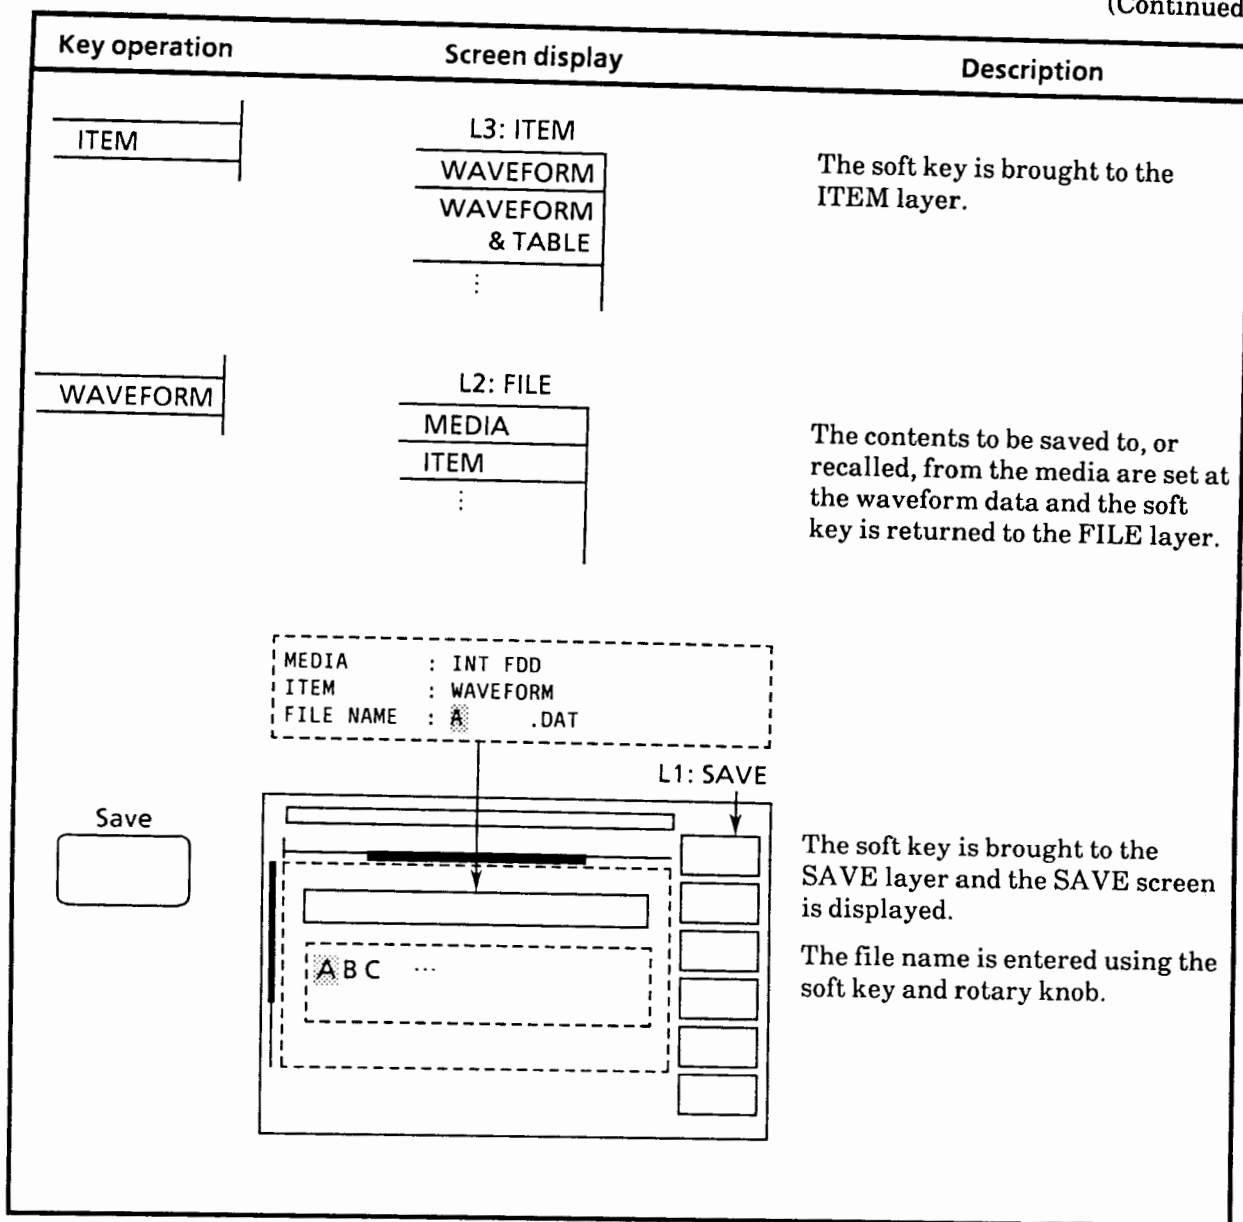 (Continued
Key operation Screen display Description
ITEM
L3: ITEM
WAVEFORM
WAVEFORM
& TABLE
⋮
The soft key is brought to the
ITEM layer.
WAVEFORM
L2: FILE
MEDIA
ITEM
⋮
The contents to be saved to, or
recalled, from the media are set at
the waveform data and the soft
key is returned to the FILE layer.
MEDIA : INT FDD
ITEM : WAVEFORM
FILE NAME : A .DAT
L1: SAVE
Save
A B C ···
The soft key is brought to the
SAVE layer and the SAVE screen
is displayed.
The file name is entered using the
soft key and rotary knob.